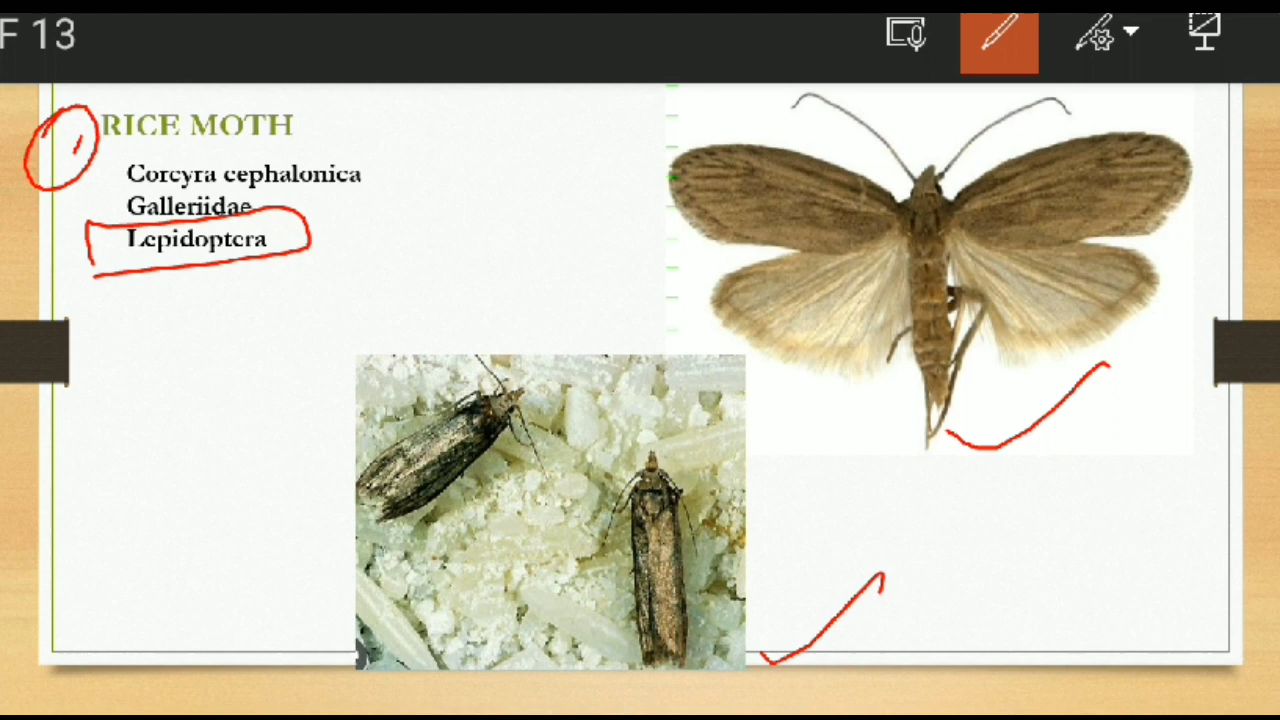 F 13
RICE MOTH
Corcyra cephalonica
Galleriidae
Lepidoptera